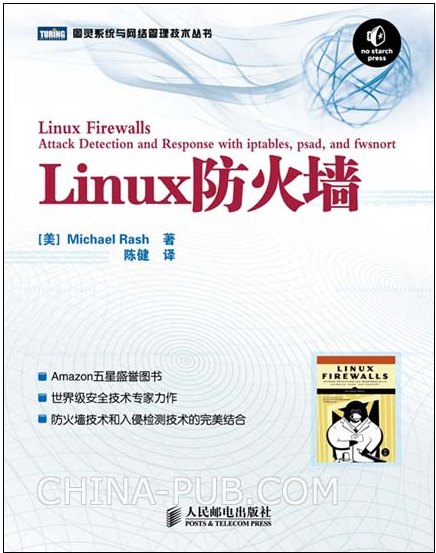 TURING 图灵系统与网络管理技术丛书
no starch
press
Linux Firewalls
Attack Detection and Response with iptables, psad, and fwsnort
Linux防火墙
[美] Michael Rash 著
陈健 译
Amazon五星盛誉图书
世界级安全技术专家力作
防火墙技术和入侵检测技术的完美结合
LINUX
FIREWALLS
CHINA-PUB.COM
人民邮电出版社
POSTS & TELECOM PRESS